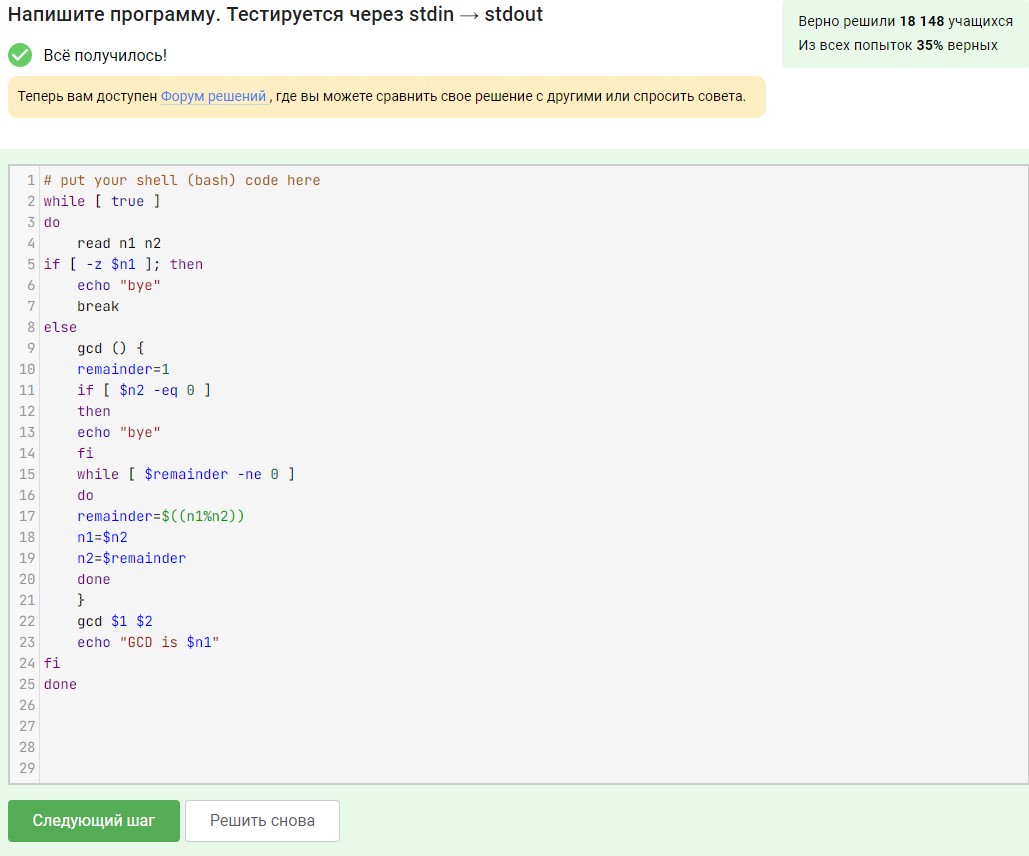 Напишите программу. Тестируется через stdin → stdout
Верно решили 18 148 учащихся
Из всех попыток 35% верных
Всё получилось!
Теперь вам доступен Форум решений , где вы можете сравнить свое решение с другими или спросить совета.
1 # put your shell (bash) code here
2 while [ true ]
3 do
4     read n1 n2
5 if [ -z $n1 ]; then
6     echo "bye"
7     break
8 else
9     gcd () {
10     remainder=1
11     if [ $n2 -eq 0 ]
12     then
13     echo "bye"
14     fi
15     while [ $remainder -ne 0 ]
16     do
17     remainder=$((n1%n2))
18     n1=$n2
19     n2=$remainder
20     done
21     }
22     gcd $1 $2
23     echo "GCD is $n1"
24 fi
25 done
26
27
28
29
Следующий шаг
Решить снова